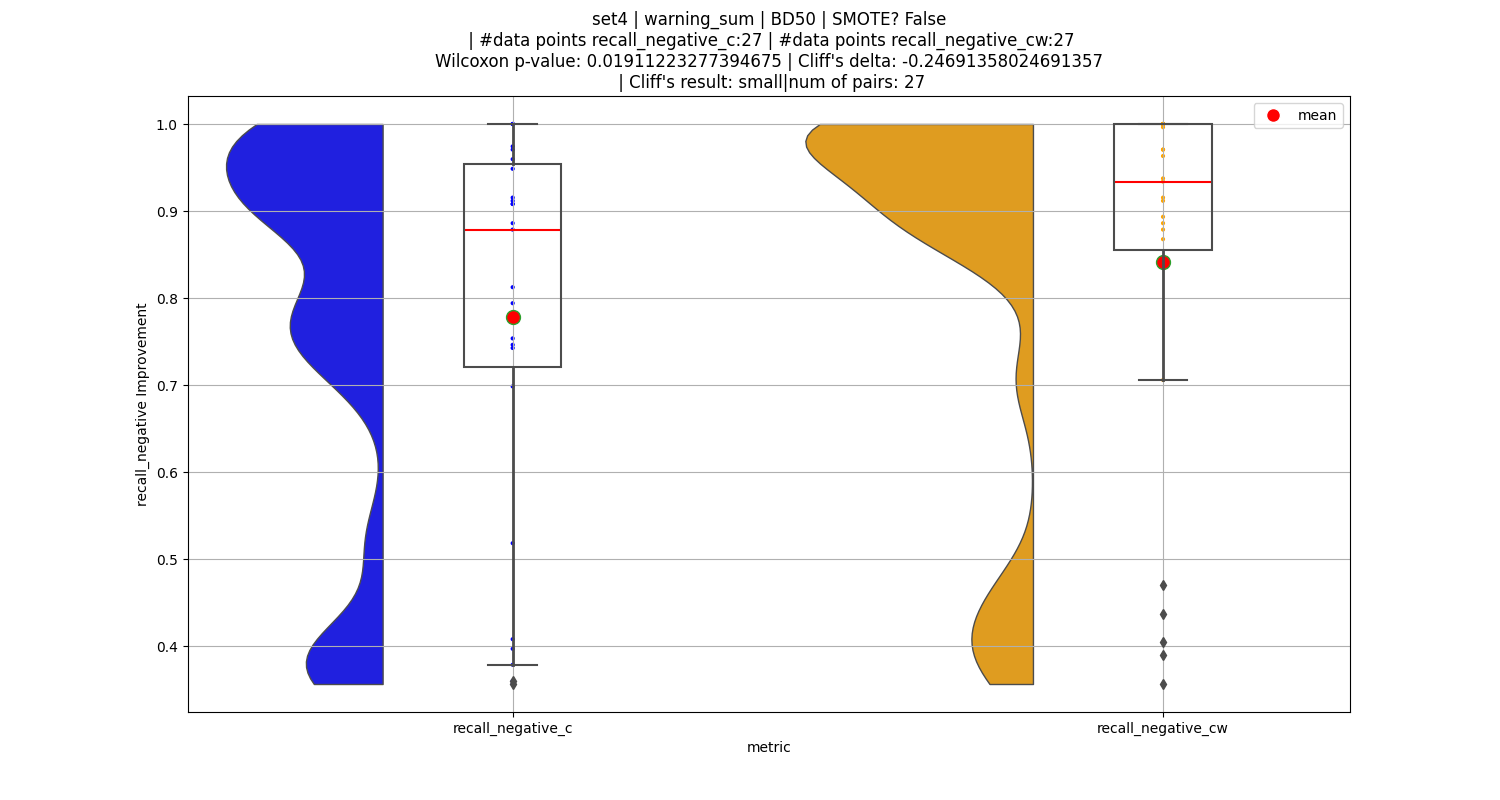 set4 | warning_sum | BD50 | SMOTE? False
| #data points recall_negative_c:27 | #data points recall_negative_cw:27
Wilcoxon p-value: 0.01911223277394675 | Cliff's delta: -0.24691358024691357
| Cliff's result: small|num of pairs: 27
mean
1.0
0.9
0.8
0.7
0.6
0.5
0.4
recall_negative Improvement
recall_negative_c
recall_negative_cw
metric